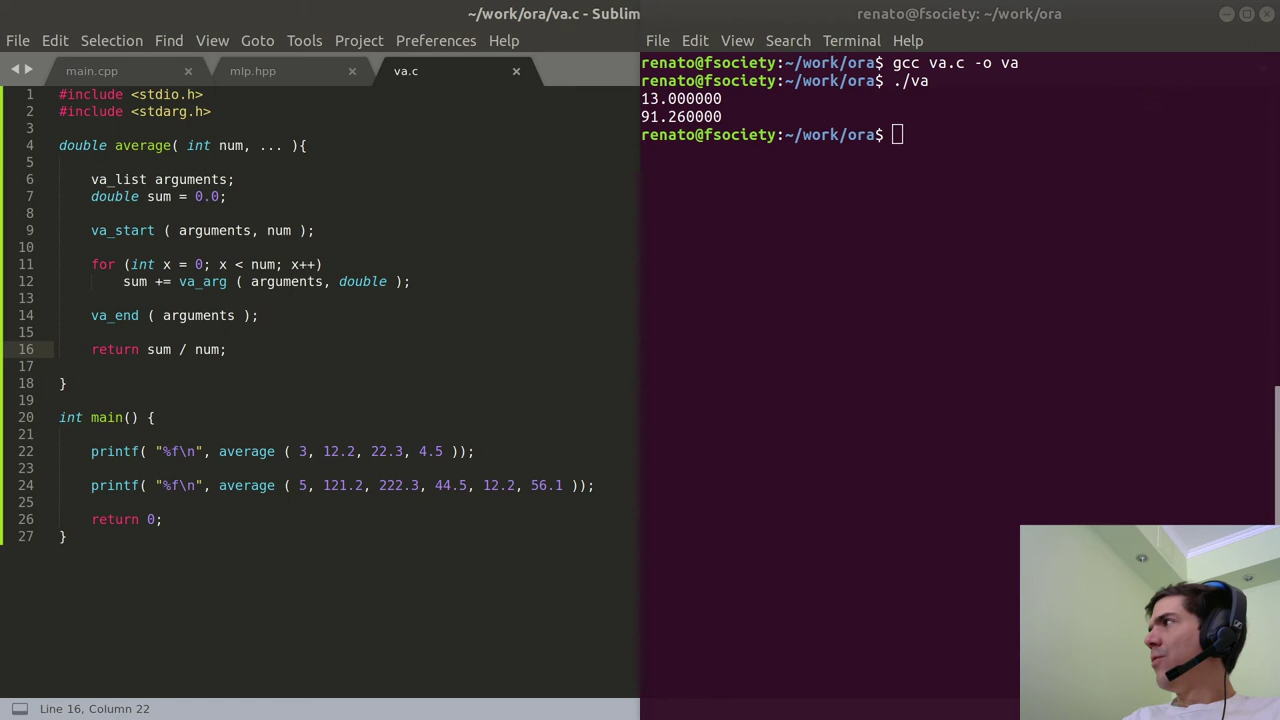 ~/work/ora/va.c - Sublim
File Edit Selection Find View Goto Tools Project Preferences Help
main.cpp mlp.hpp va.c
1 #include <stdio.h>
2 #include <stdarg.h>
3
4 double average( int num, ... ){
5
6 va_list arguments;
7 double sum = 0.0;
8
9 va_start ( arguments, num );
10
11 for (int x = 0; x < num; x++)
12 sum += va_arg ( arguments, double );
13
14 va_end ( arguments );
15
16 return sum / num;
17
18 }
19
20 int main() {
21
22 printf( "%f\n", average ( 3, 12.2, 22.3, 4.5 ));
23
24 printf( "%f\n", average ( 5, 121.2, 222.3, 44.5, 12.2, 56.1 ));
25
26 return 0;
27 }
Line 16, Column 22
renato@fsociety: ~/work/ora
File Edit View Search Terminal Help
renato@fsociety:~/work/ora$ gcc va.c -o va
renato@fsociety:~/work/ora$ ./va
13.000000
91.260000
renato@fsociety:~/work/ora$